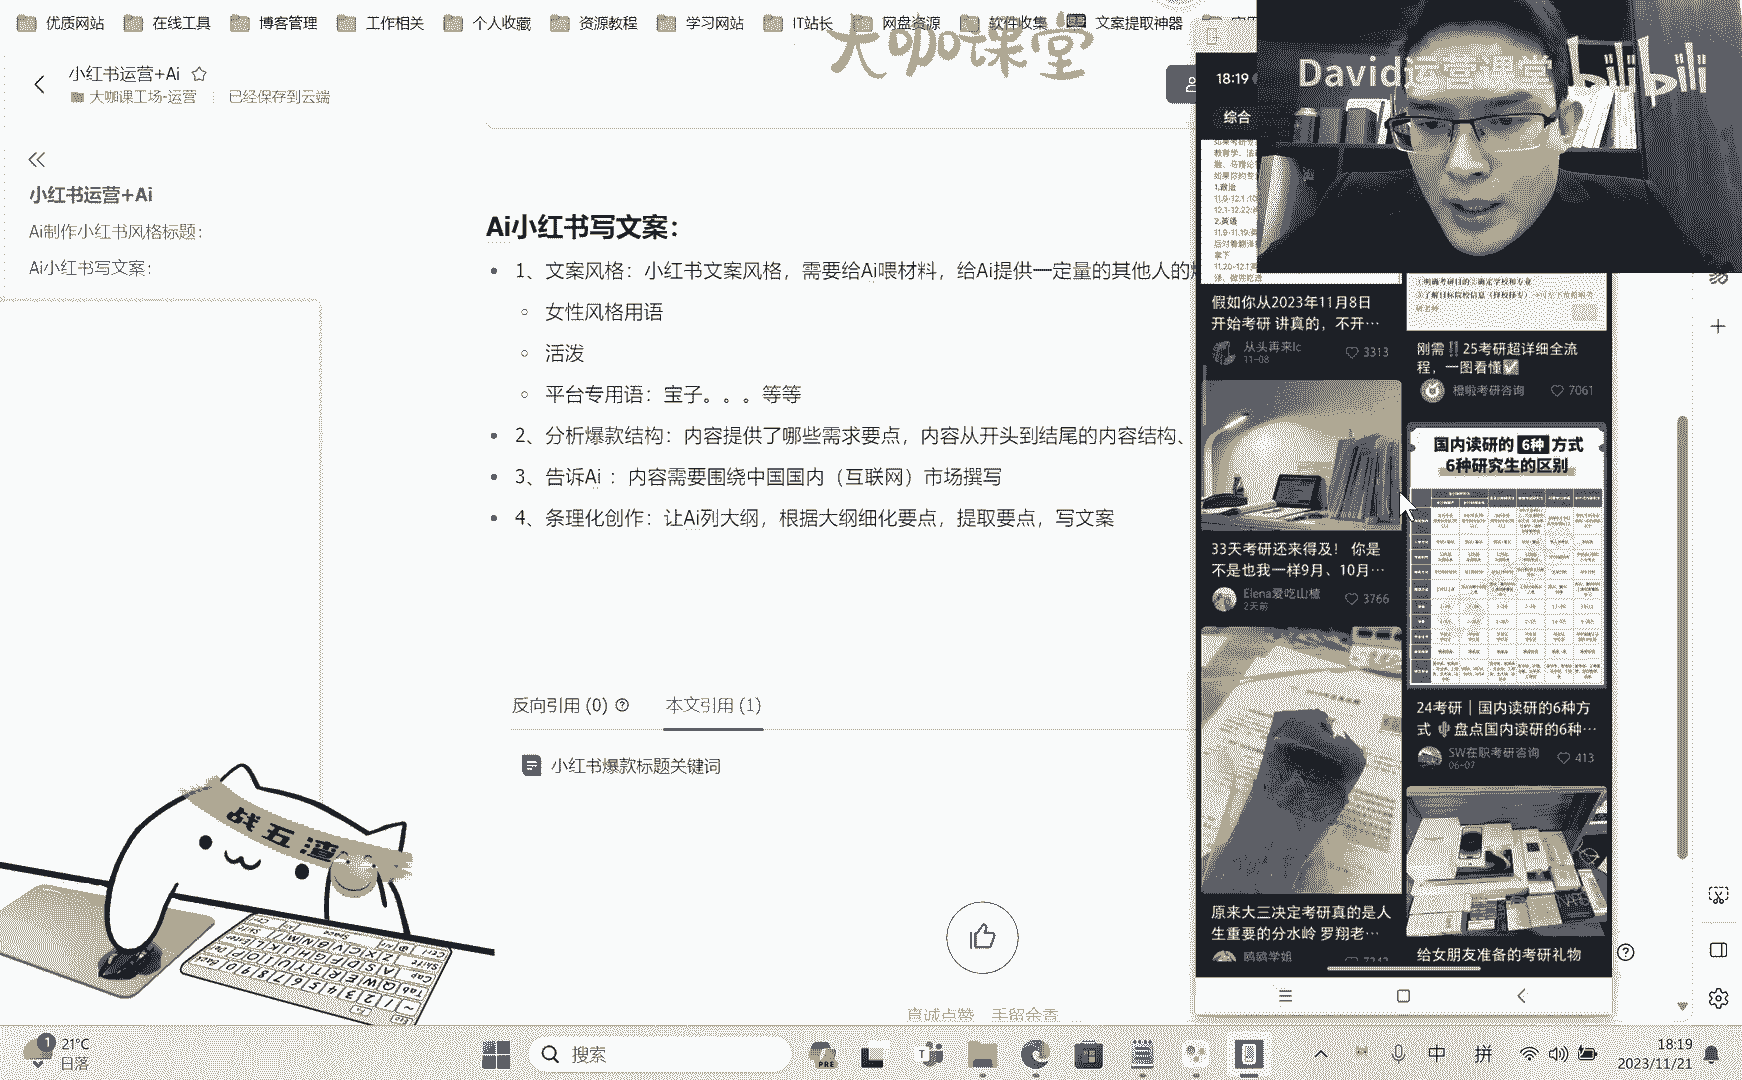 优质网站
在线工具
博客管理
工作相关
个人收藏
资源教程
学习网站
IT站长
网盘资源
软件收集
文案提取神器
大咖课堂
David运营课堂
bilibili
小红书运营+Ai
大咖课工场-运营
已经保存到云端
小红书运营+Ai
Ai制作小红书风格标题：
Ai小红书写文案：
Ai小红书写文案：
1、文案风格：小红书文案风格，需要给Ai喂材料，给Ai提供一定量的其他人的
女性风格用语
活泼
平台专用语：宝子。。。等等
2、分析爆款结构：内容提供了哪些需求要点，内容从开头到结尾的内容结构、
3、告诉Ai ：内容需要围绕中国国内（互联网）市场撰写
4、条理化创作：让Ai列大纲，根据大纲细化要点，提取要点，写文案
反向引用 (0)
本文引用 (1)
小红书爆款标题关键词
真诚点赞
手留余香
战五渣
18:19
综合
1.政治
2.英语
假如你从2023年11月8日
开始考研 讲真的，不开…
从头再来lc
11-08
3313
33天考研还来得及！ 你是
不是也我一样9月、10月…
Elena爱吃山楂
2天前
3766
原来大三决定考研真的是人
生重要的分水岭 罗翔老…
鸥鸥学姐
刚需‼️25考研超详细全流
程，一图看懂✅
橙啦考研咨询
7061
国内读研的 6种 方式
6种研究生的区别
24考研｜国内读研的6种方
式 🌵盘点国内读研的6种…
SW在职考研咨询
06-07
413
给女朋友准备的考研礼物
1
21°C
日落
搜索
PRE
中
拼
18:19
2023/11/21